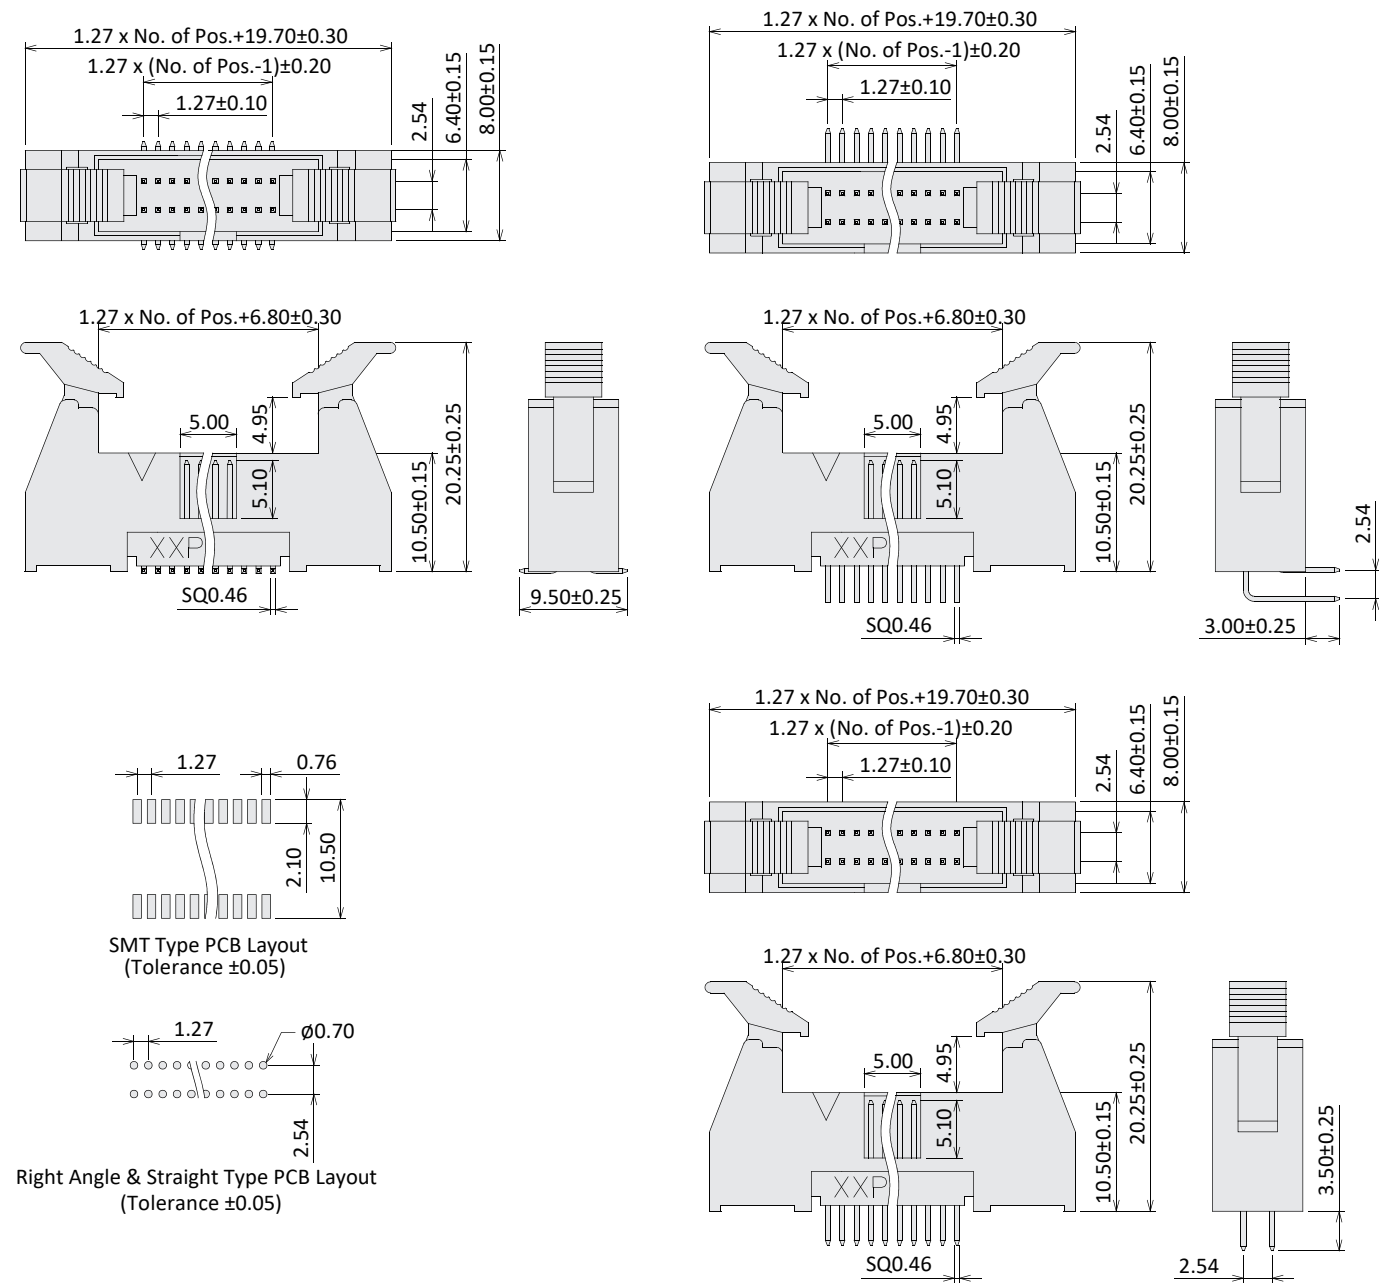 1.27 x No. of Pos.+19.70±0.30
1.27 x (No. of Pos.-1)±0.20
1.27±0.10
2.54
6.40±0.15
8.00±0.15
1.27 x No. of Pos.+6.80±0.30
5.00
4.95
5.10
10.50±0.15
20.25±0.25
XXP
SQ0.46
9.50±0.25
1.27 x No. of Pos.+19.70±0.30
1.27 x (No. of Pos.-1)±0.20
1.27±0.10
2.54
6.40±0.15
8.00±0.15
1.27 x No. of Pos.+6.80±0.30
5.00
4.95
5.10
10.50±0.15
20.25±0.25
XXP
SQ0.46
2.54
3.00±0.25
1.27
0.76
2.10
10.50
SMT Type PCB Layout
(Tolerance ±0.05)
1.27
ø0.70
2.54
Right Angle & Straight Type PCB Layout
(Tolerance ±0.05)
1.27 x No. of Pos.+19.70±0.30
1.27 x (No. of Pos.-1)±0.20
1.27±0.10
2.54
6.40±0.15
8.00±0.15
1.27 x No. of Pos.+6.80±0.30
5.00
4.95
5.10
10.50±0.15
20.25±0.25
XXP
SQ0.46
3.50±0.25
2.54